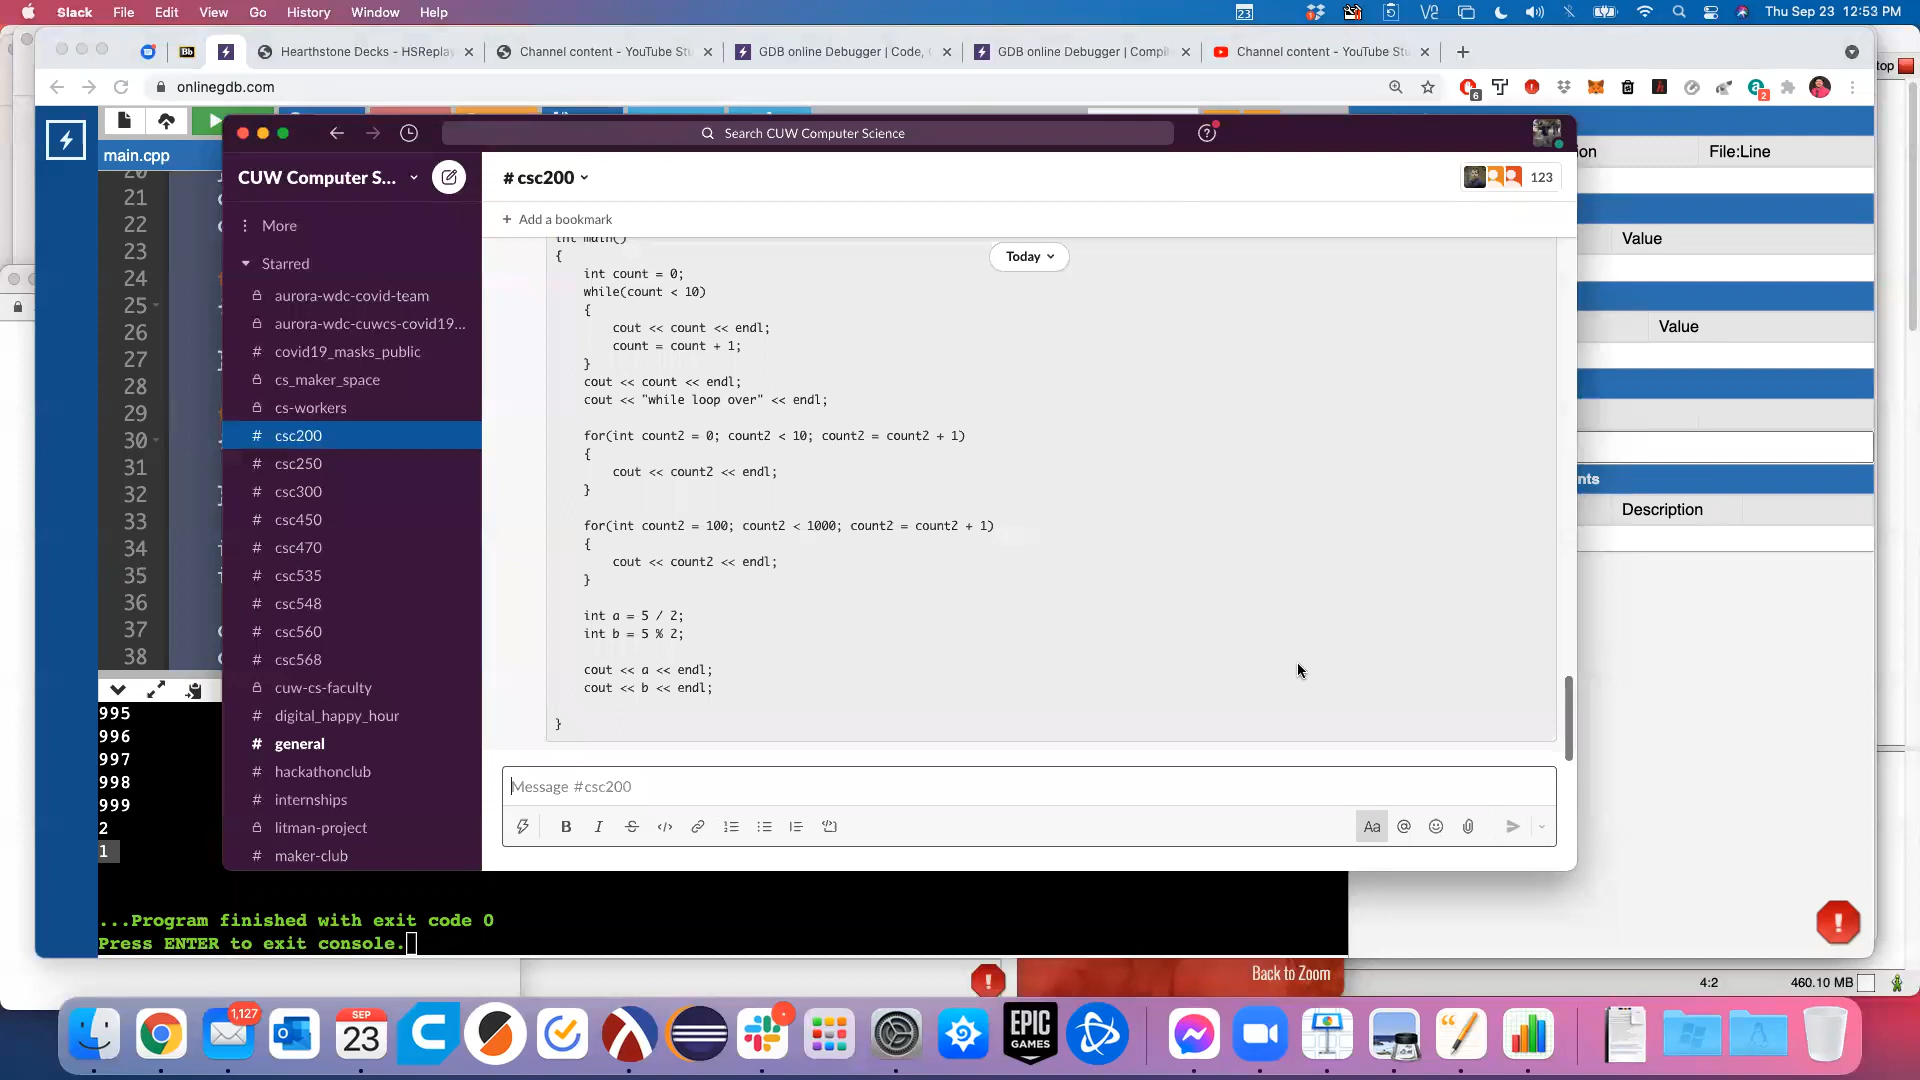 Slack File Edit View Go History Window Help
23
Thu Sep 23 12:53 PM
Bb
Hearthstone Decks - HSReplay
Channel content - YouTube Stu
GDB online Debugger | Code,
GDB online Debugger | Compil
Channel content - YouTube Stu
top
onlinegdb.com
6
2
main.cpp
ion
File:Line
Value
Value
nts
Description
20
21
22
23
24
25
26
27
28
29
30
31
32
33
34
35
36
37
38
Search CUW Computer Science
CUW Computer S...
More
Starred
aurora-wdc-covid-team
aurora-wdc-cuwcs-covid19...
# covid19_masks_public
cs_maker_space
cs-workers
# csc200
# csc250
# csc300
# csc450
# csc470
# csc535
# csc548
# csc560
# csc568
cuw-cs-faculty
# digital_happy_hour
# general
# hackathonclub
# internships
litman-project
# maker-club
# csc200
123
+ Add a bookmark
Today
int main()
{
int count = 0;
while(count < 10)
{
cout << count << endl;
count = count + 1;
}
cout << count << endl;
cout << "while loop over" << endl;
for(int count2 = 0; count2 < 10; count2 = count2 + 1)
{
cout << count2 << endl;
}
for(int count2 = 100; count2 < 1000; count2 = count2 + 1)
{
cout << count2 << endl;
}
int a = 5 / 2;
int b = 5 % 2;
cout << a << endl;
cout << b << endl;
}
Message #csc200
B I S </> Aa @
995
996
997
998
999
2
1
...Program finished with exit code 0
Press ENTER to exit console.
Back to Zoom
4:2
460.10 MB
1,127
SEP
23
EPIC
GAMES